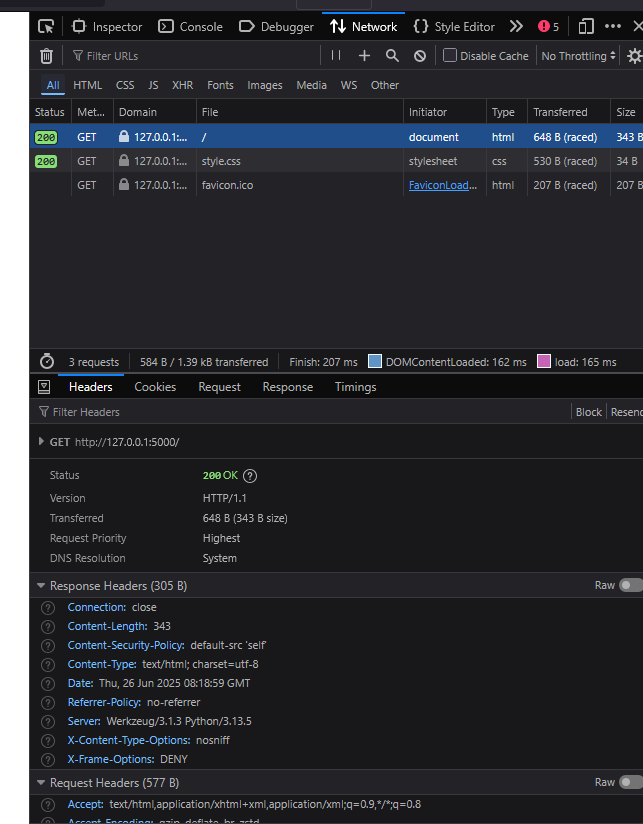 Inspector Console Debugger Network Style Editor 5
Filter URLs Disable Cache No Throttling
All HTML CSS JS XHR Fonts Images Media WS Other
Status Met... Domain File Initiator Type Transferred Size
200 GET 127.0.0.1:... / document html 648 B (raced) 343 B
200 GET 127.0.0.1:... style.css stylesheet css 530 B (raced) 34 B
GET 127.0.0.1:... favicon.ico FaviconLoad... html 207 B (raced) 207 B
3 requests 584 B / 1.39 kB transferred Finish: 207 ms DOMContentLoaded: 162 ms load: 165 ms
Headers Cookies Request Response Timings
Filter Headers Block Resend
GET http://127.0.0.1:5000/
Status 200 OK ?
Version HTTP/1.1
Transferred 648 B (343 B size)
Request Priority Highest
DNS Resolution System
Response Headers (305 B) Raw
? Connection: close
? Content-Length: 343
? Content-Security-Policy: default-src 'self'
? Content-Type: text/html; charset=utf-8
? Date: Thu, 26 Jun 2025 08:18:59 GMT
? Referrer-Policy: no-referrer
? Server: Werkzeug/3.1.3 Python/3.13.5
? X-Content-Type-Options: nosniff
? X-Frame-Options: DENY
Request Headers (577 B) Raw
? Accept: text/html,application/xhtml+xml,application/xml;q=0.9,*/*;q=0.8
? Accept-Encoding: gzip, deflate, br, zstd